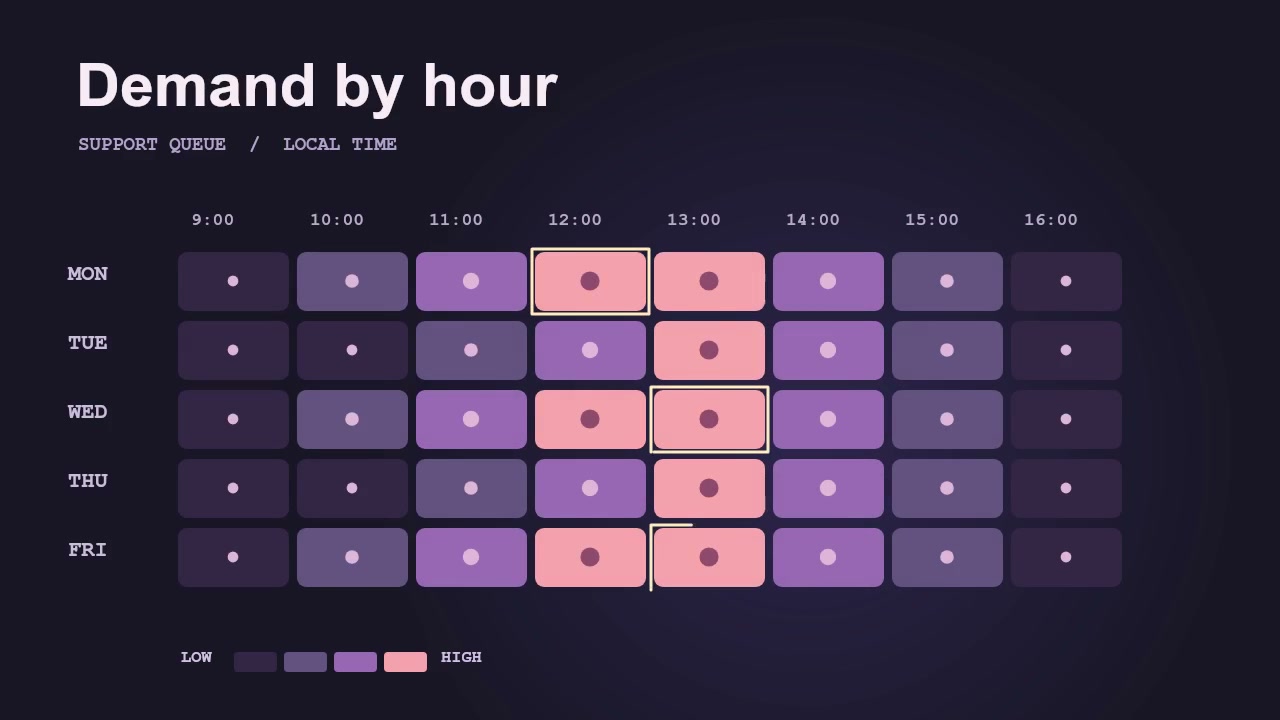 Demand by hour
SUPPORT QUEUE / LOCAL TIME
9:00 10:00 11:00 12:00 13:00 14:00 15:00 16:00
MON
TUE
WED
THU
FRI
LOW HIGH